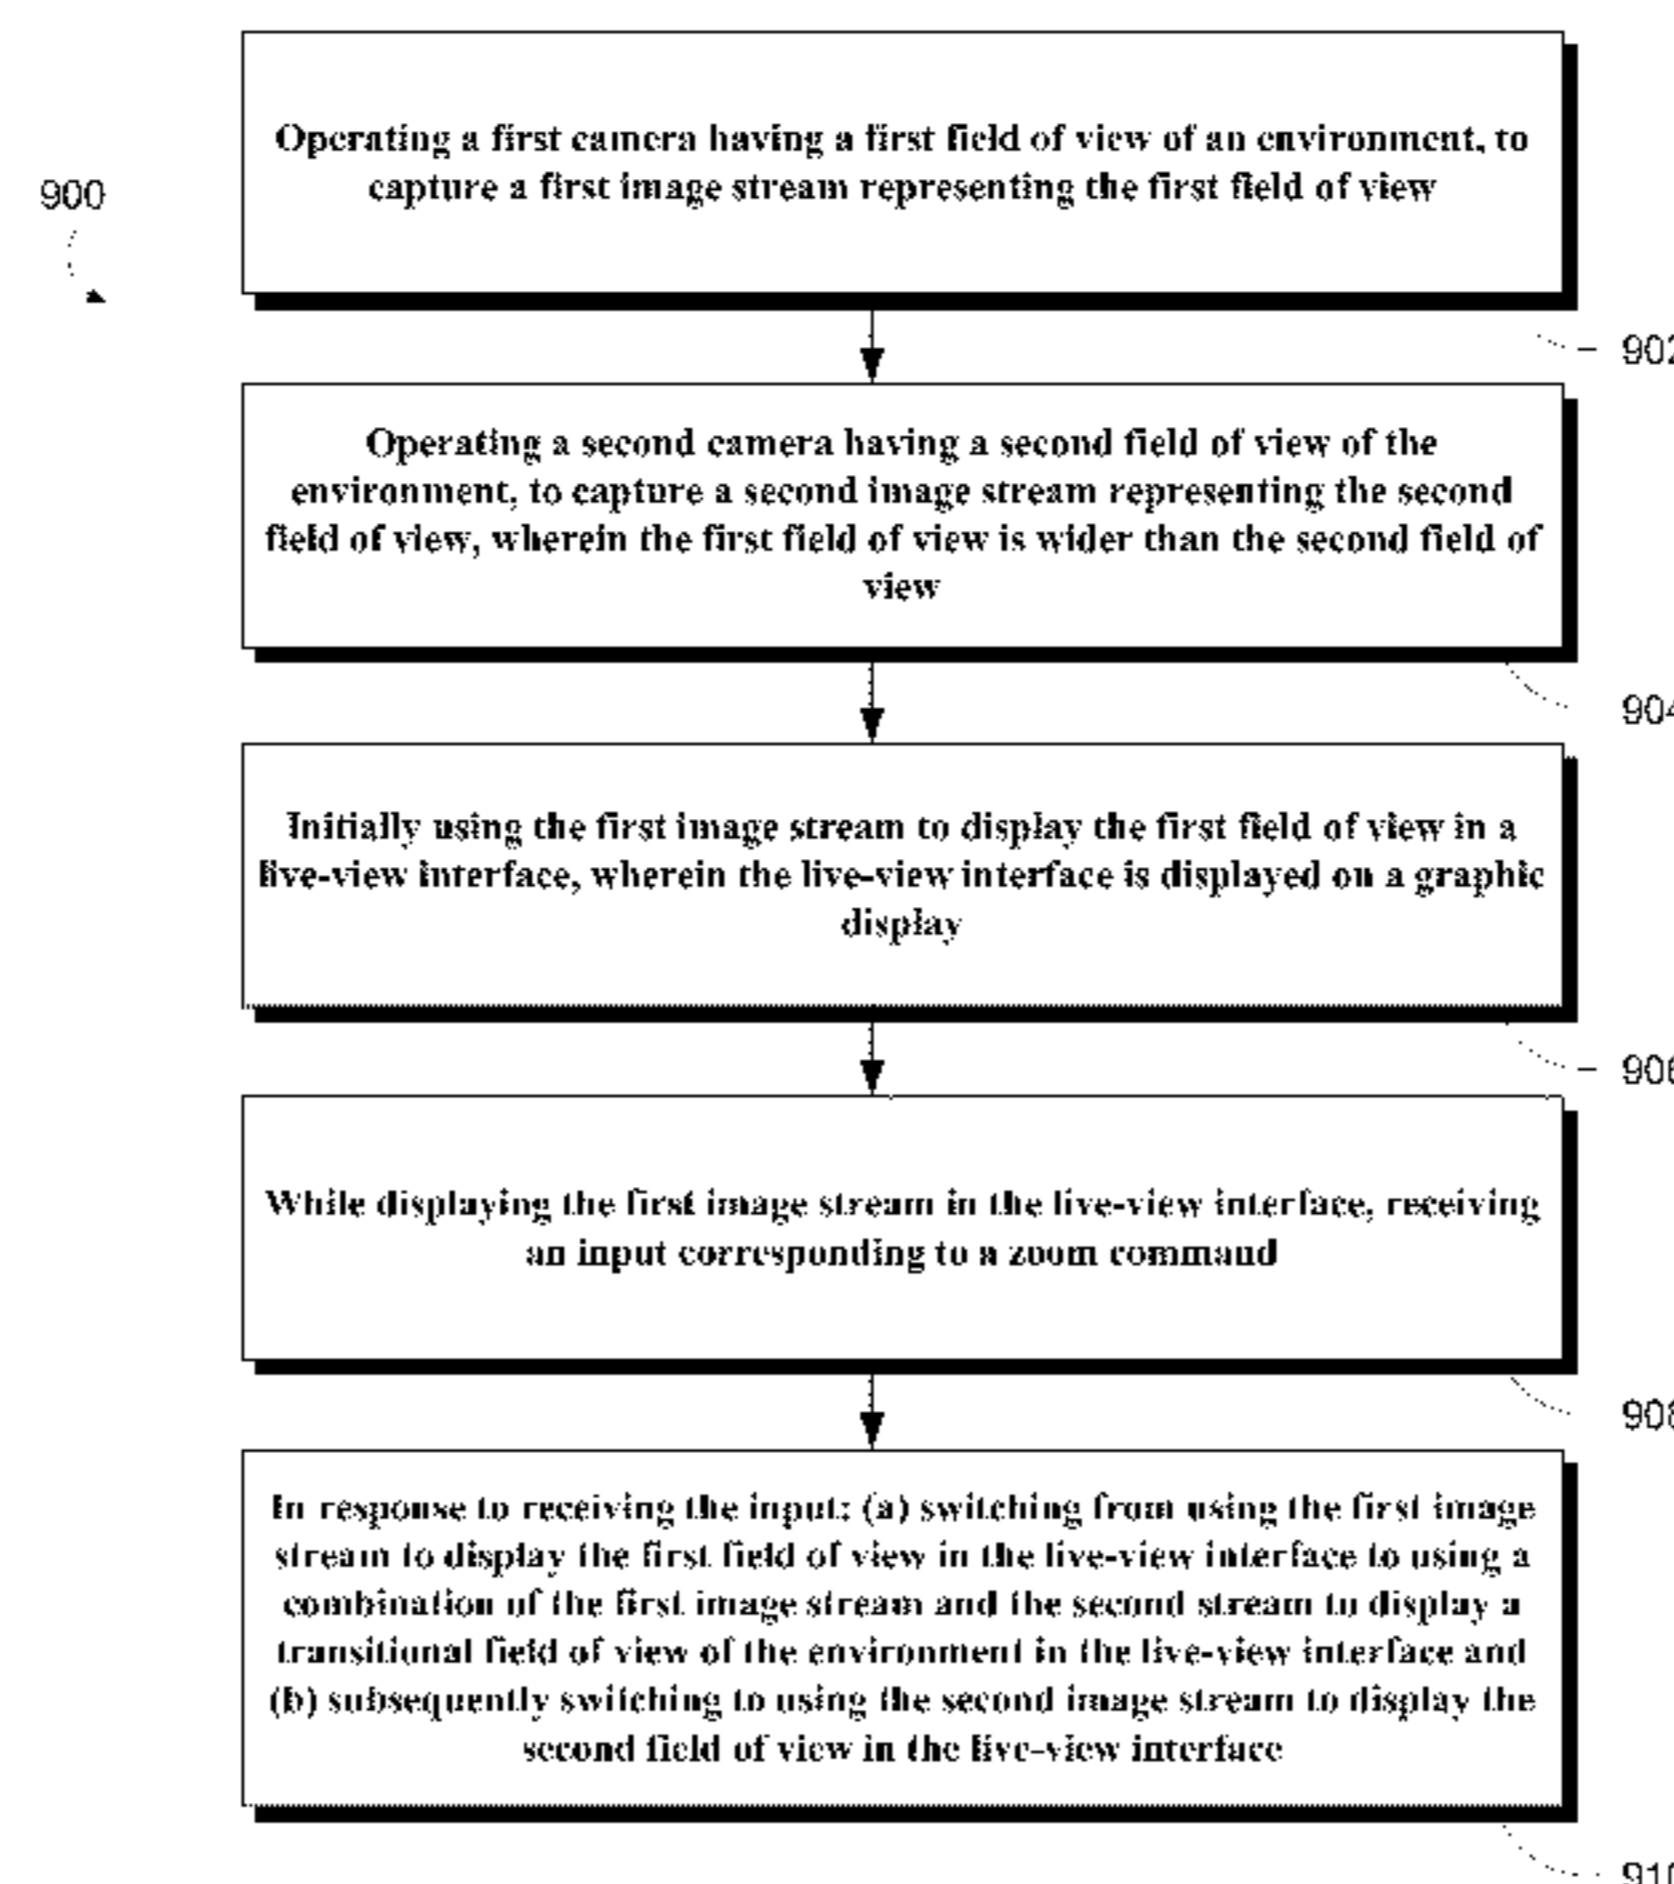 900
Operating a first camera having a first field of view of an environment, to
capture a first image stream representing the first field of view
902
Operating a second camera having a second field of view of the
environment, to capture a second image stream representing the second
field of view, wherein the first field of view is wider than the second field of
view
904
Initially using the first image stream to display the first field of view in a
live-view interface, wherein the live-view interface is displayed on a graphic
display
906
While displaying the first image stream in the live-view interface, receiving
an input corresponding to a zoom command
908
In response to receiving the input: (a) switching from using the first image
stream to display the first field of view in the live-view interface to using a
combination of the first image stream and the second stream to display a
transitional field of view of the environment in the live-view interface and
(b) subsequently switching to using the second image stream to display the
second field of view in the live-view interface
910